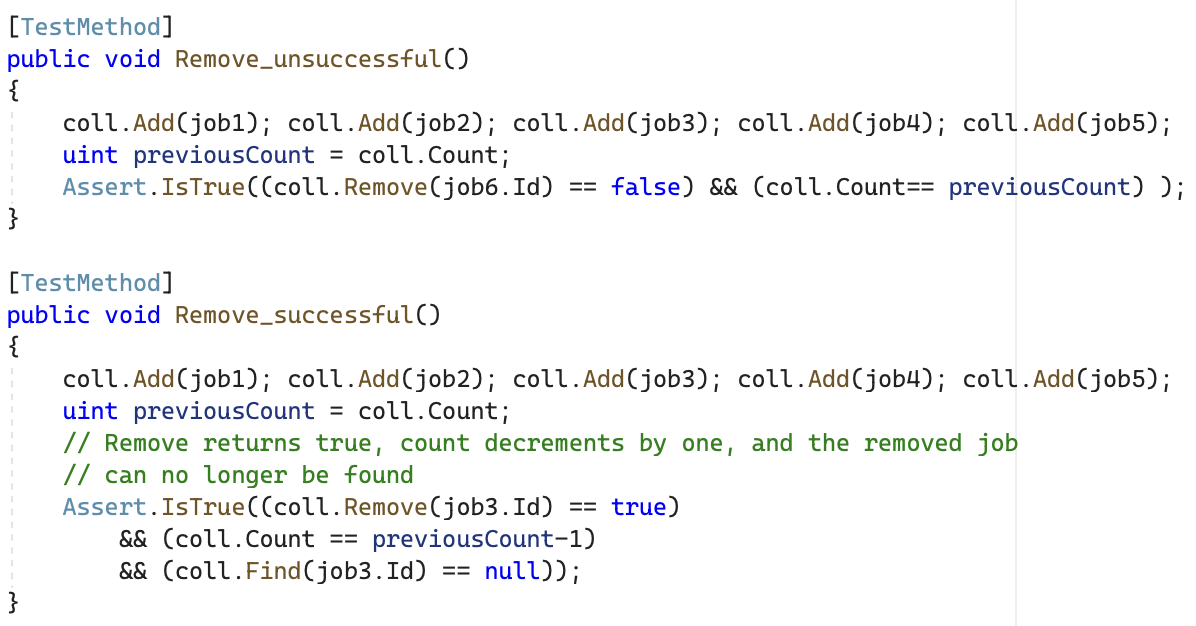 [TestMethod]
public void Remove_unsuccessful()
{
    coll.Add(job1); coll.Add(job2); coll.Add(job3); coll.Add(job4); coll.Add(job5);
    uint previousCount = coll.Count;
    Assert.IsTrue((coll.Remove(job6.Id) == false) && (coll.Count== previousCount) );
}

[TestMethod]
public void Remove_successful()
{
    coll.Add(job1); coll.Add(job2); coll.Add(job3); coll.Add(job4); coll.Add(job5);
    uint previousCount = coll.Count;
    // Remove returns true, count decrements by one, and the removed job
    // can no longer be found
    Assert.IsTrue((coll.Remove(job3.Id) == true)
        && (coll.Count == previousCount-1)
        && (coll.Find(job3.Id) == null));
}